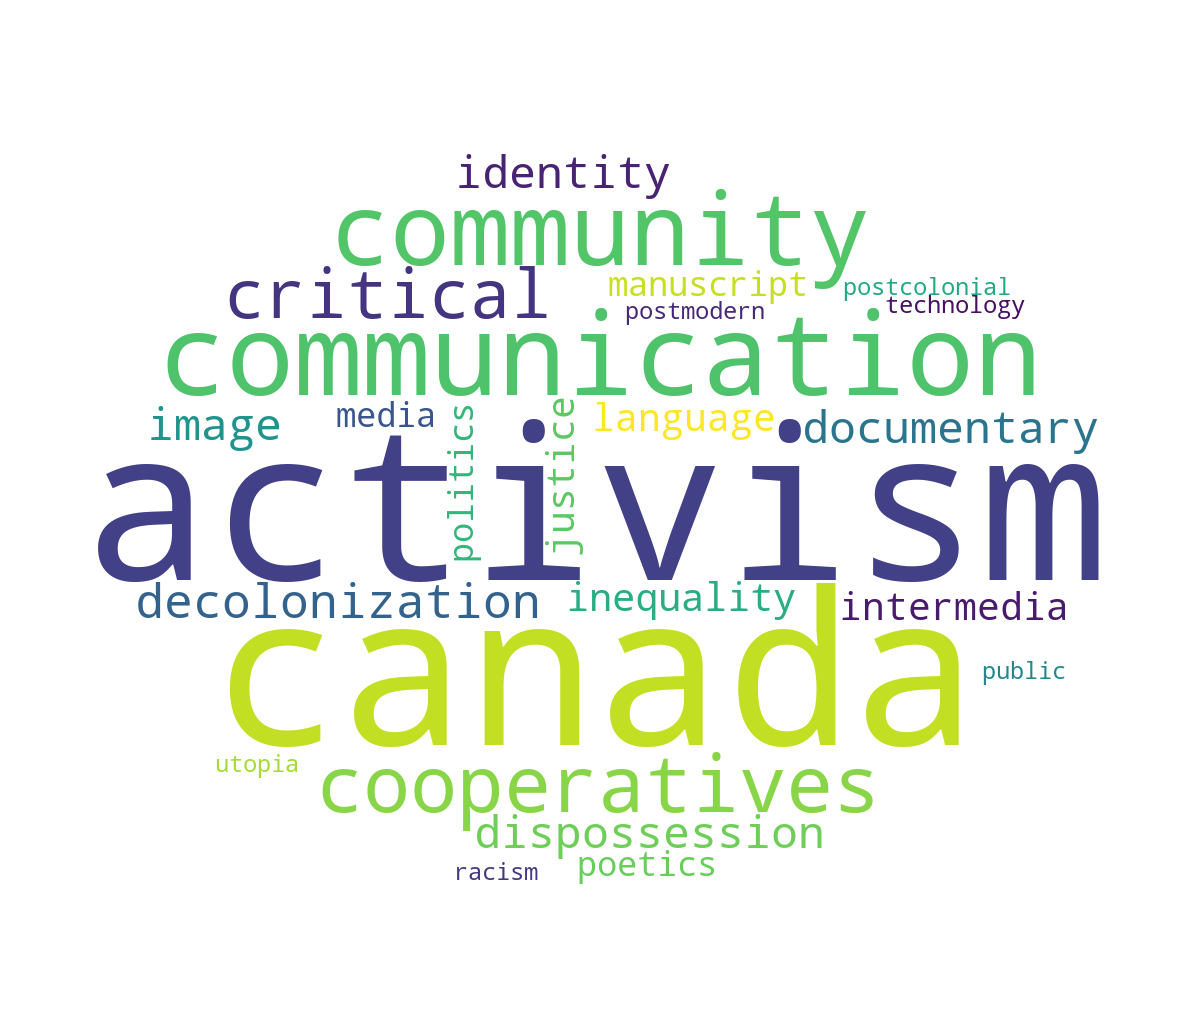 identity
community
critical
manuscript
postcolonial
postmodern
technology
communication
image
media
politics
justice
language
documentary
activism
decolonization
inequality
intermedia
canada
public
utopia
cooperatives
dispossession
racism
poetics